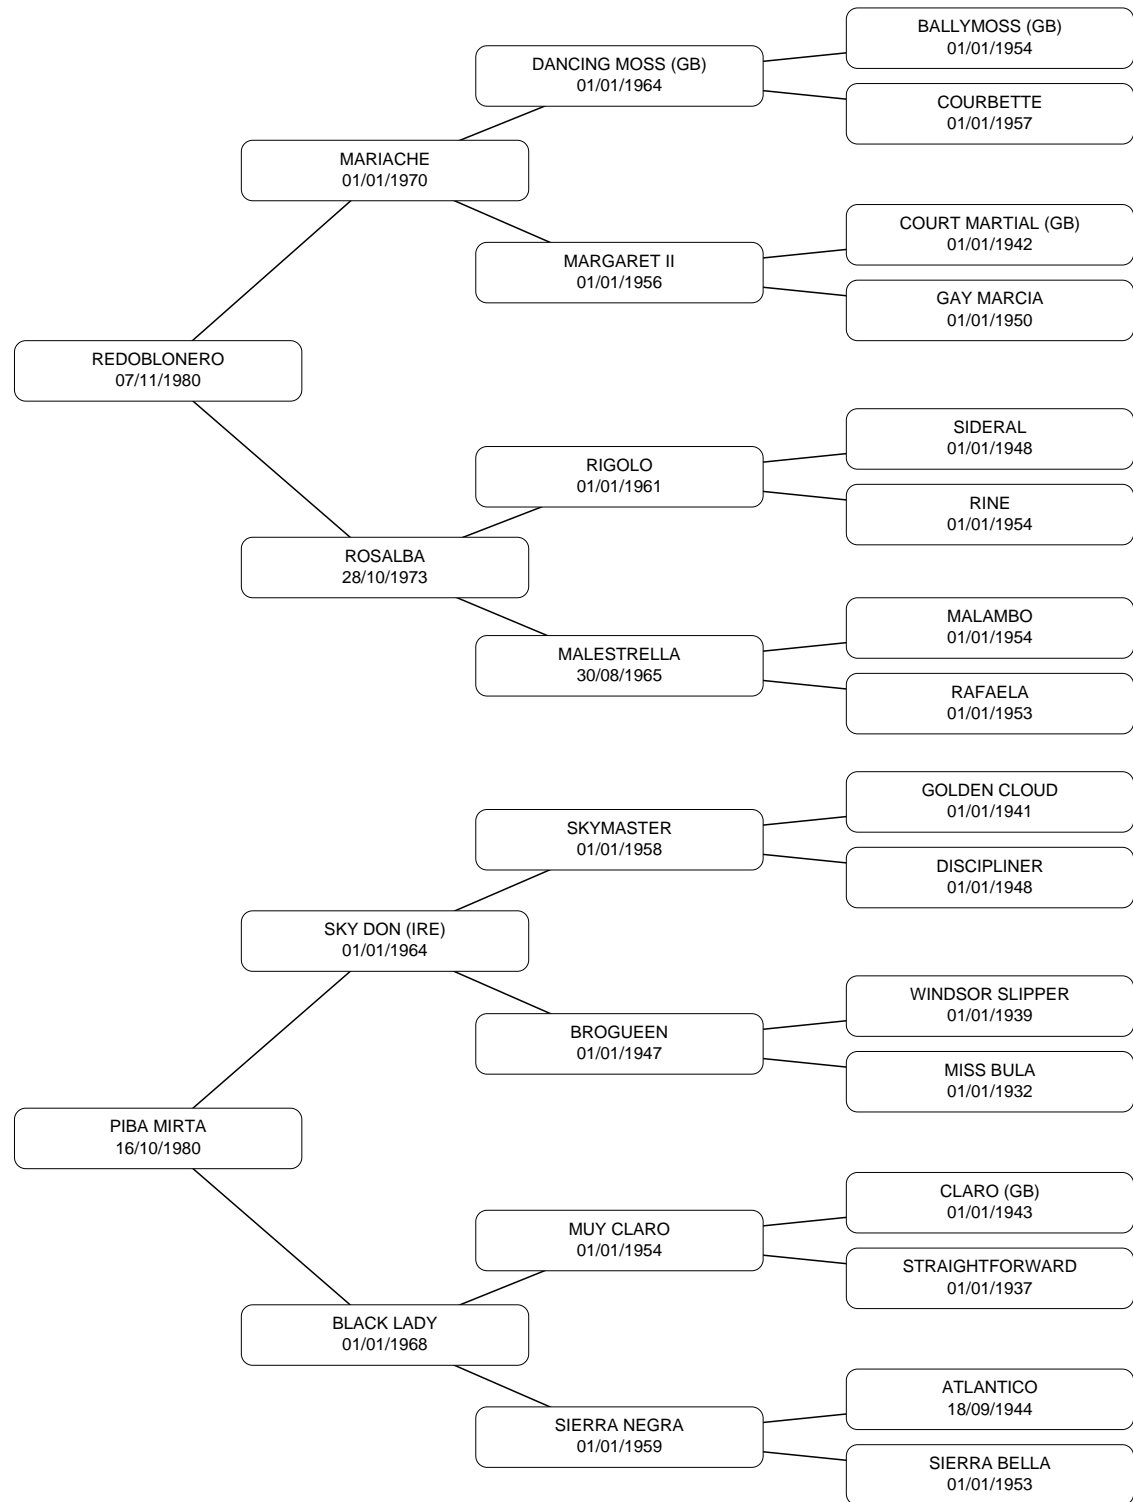 BALLYMOSS (GB)
01/01/1954
DANCING MOSS (GB)
01/01/1964
COURBETTE
01/01/1957
MARIACHE
01/01/1970
COURT MARTIAL (GB)
01/01/1942
MARGARET II
01/01/1956
GAY MARCIA
01/01/1950
REDOBLONERO
07/11/1980
SIDERAL
01/01/1948
RIGOLO
01/01/1961
RINE
01/01/1954
ROSALBA
28/10/1973
MALAMBO
01/01/1954
MALESTRELLA
30/08/1965
RAFAELA
01/01/1953
GOLDEN CLOUD
01/01/1941
SKYMASTER
01/01/1958
DISCIPLINER
01/01/1948
SKY DON (IRE)
01/01/1964
WINDSOR SLIPPER
01/01/1939
BROGUEEN
01/01/1947
MISS BULA
01/01/1932
PIBA MIRTA
16/10/1980
CLARO (GB)
01/01/1943
MUY CLARO
01/01/1954
STRAIGHTFORWARD
01/01/1937
BLACK LADY
01/01/1968
ATLANTICO
18/09/1944
SIERRA NEGRA
01/01/1959
SIERRA BELLA
01/01/1953